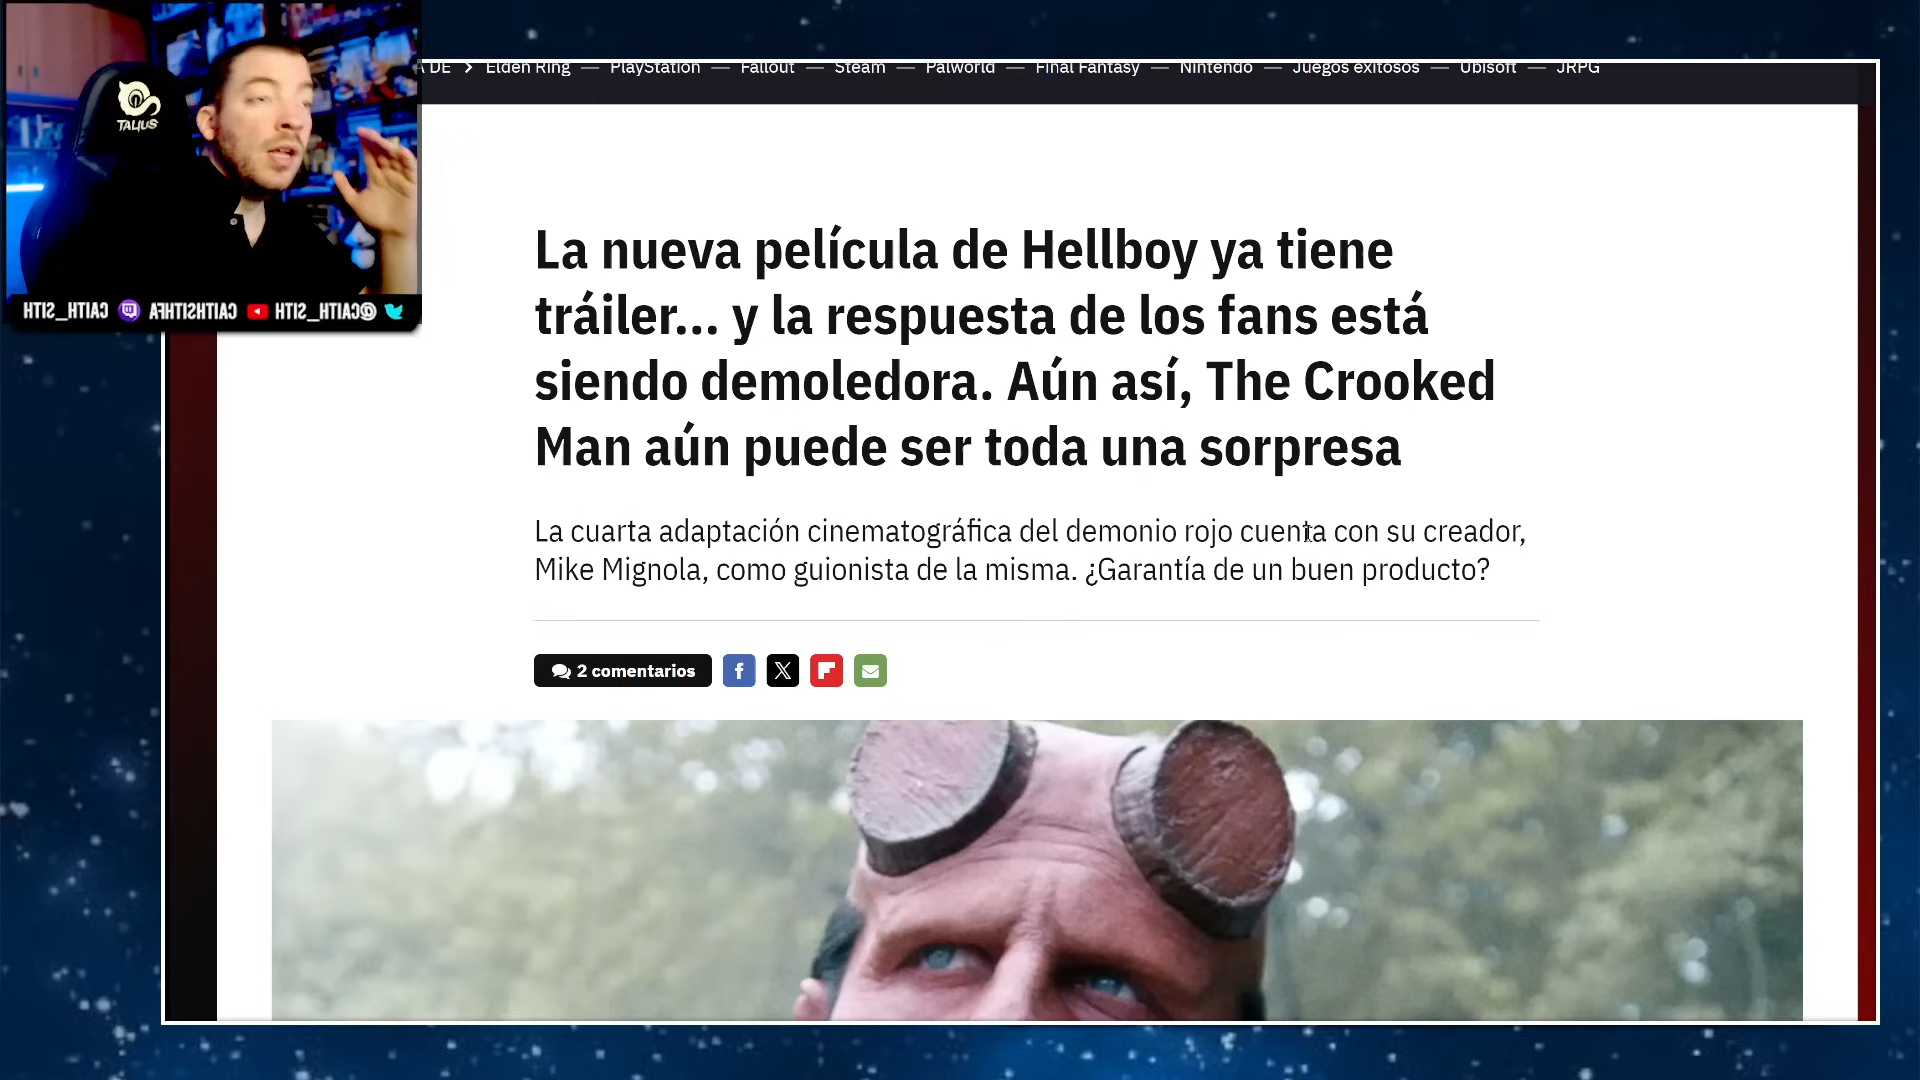 A DE > Elden Ring — PlayStation — Fallout — Steam — Palworld — Final Fantasy — Nintendo — Juegos exitosos — Ubisoft — JRPG
TALIUS
@CAITH_SITH CAITHSITHFA CAITH_SITH
La nueva película de Hellboy ya tiene
tráiler... y la respuesta de los fans está
siendo demoledora. Aún así, The Crooked
Man aún puede ser toda una sorpresa
La cuarta adaptación cinematográfica del demonio rojo cuenta con su creador,
Mike Mignola, como guionista de la misma. ¿Garantía de un buen producto?
2 comentarios